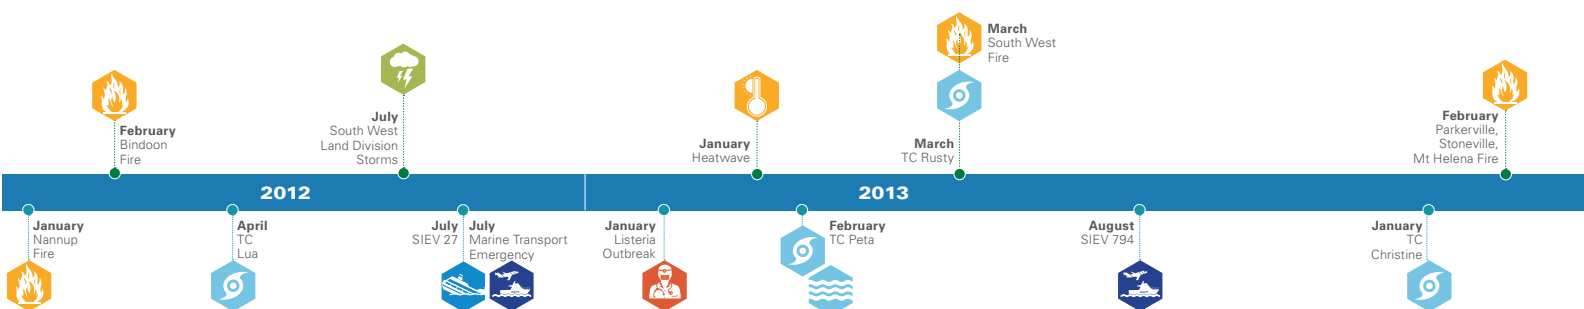 March
South West
Fire
February
Bindoon
Fire
July
South West
Land Division
Storms
January
Heatwave
March
TC Rusty
February
Parkerville,
Stoneville,
Mt Helena Fire
2012
2013
January
Nannup
Fire
April
TC
Lua
July
SIEV 27
July
Marine Transport
Emergency
January
Listeria
Outbreak
February
TC Peta
August
SIEV 794
January
TC
Christine